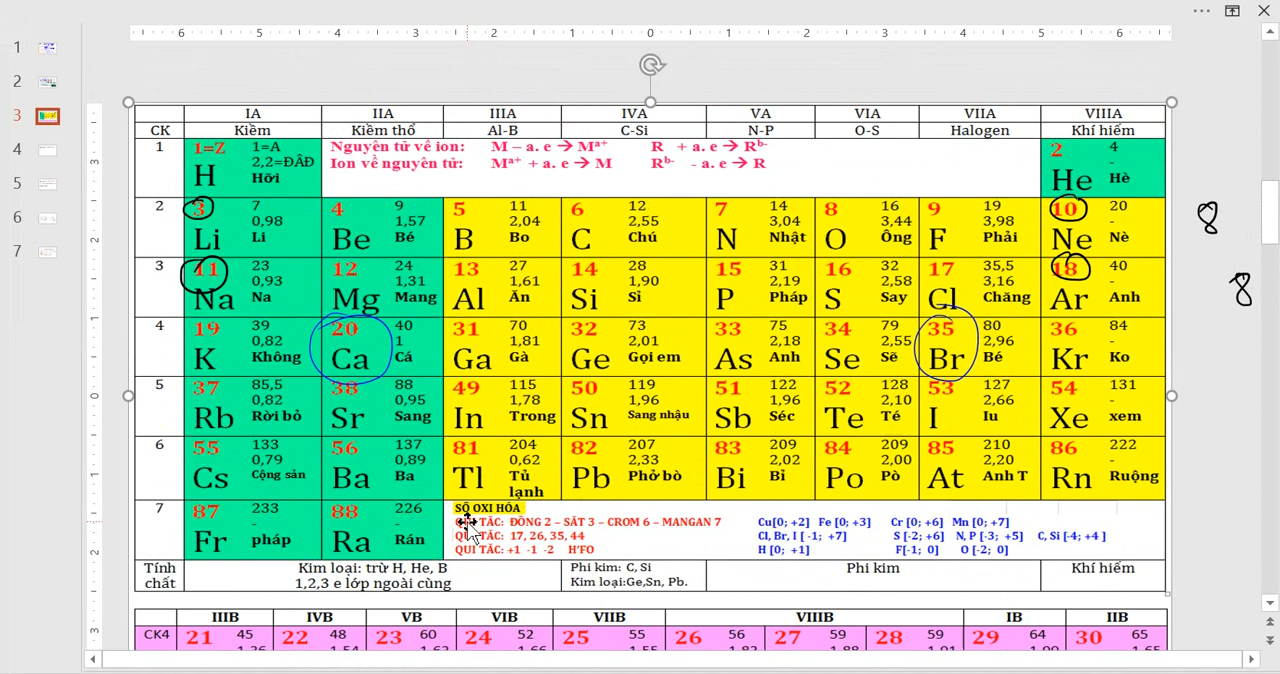 6 5 4 3 2 1 0 1 2 3 4 5 6
1
2
3
4
5
6
7
IA IIA IIIA IVA VA VIA VIIA VIIIA
CK Kiềm Kiềm thổ Al-B C-Si N-P O-S Halogen Khí hiếm
1 1=Z 1=A Nguyên tử về ion: M – a. e → Mᵃ⁺ R + a. e → Rᵇ⁻ 2 4
2,2=ĐÂĐ Ion về nguyên tử: Mᵃ⁺ + a. e → M Rᵇ⁻ - a. e → R
H Hỡi He Hè
2 3 7 4 9 5 11 6 12 7 14 8 16 9 19 10 20 8
0,98 1,57 2,04 2,55 3,04 3,44 3,98 -
Li Li Be Bé B Bo C Chú N Nhật O Ông F Phải Ne Nè
3 11 23 12 24 13 27 14 28 15 31 16 32 17 35,5 18 40 8
0,93 1,31 1,61 1,90 2,19 2,58 3,16 -
Na Na Mg Mang Al Ăn Si Sỉ P Pháp S Say Cl Chăng Ar Anh
4 19 39 20 40 31 70 32 73 33 75 34 79 35 80 36 84
0,82 1 1,81 2,01 2,18 2,55 2,96 -
K Không Ca Cá Ga Gà Ge Gọi em As Anh Se Sẽ Br Bé Kr Ko
5 37 85,5 38 88 49 115 50 119 51 122 52 128 53 127 54 131
0,82 0,95 1,78 1,96 1,96 2,10 2,66 -
Rb Rời bỏ Sr Sang In Trong Sn Sang nhậu Sb Séc Te Té I Iu Xe xem
6 55 133 56 137 81 204 82 207 83 209 84 209 85 210 86 222
0,79 0,89 0,62 2,33 2,02 2,00 2,20 -
Cs Cộng sản Ba Ba Tl Tủ lạnh Pb Phở bò Bi Bỉ Po Pò At Anh T Rn Ruộng
7 87 233 88 226 SỐ OXI HÓA
- - TẮC: ĐỒNG 2 – SẮT 3 – CROM 6 – MANGAN 7 Cu[0; +2] Fe [0; +3] Cr [0; +6] Mn [0; +7]
Fr pháp Ra Rán TẮC: 17, 26, 35, 44 Cl, Br, I [ -1; +7] S [-2; +6] N, P [-3; +5] C, Si [-4; +4 ]
QUI TẮC: +1 -1 -2 H'FO H [0; +1] F[-1; 0] O [-2; 0]
Tính chất Kim loại: trừ H, He, B Phi kim: C, Si Phi kim Khí hiếm
1,2,3 e lớp ngoài cùng Kim loại:Ge,Sn, Pb.
IIIB IVB VB VIB VIIB VIIIB IB IIB
CK4 21 45 22 48 23 60 24 52 25 55 26 56 27 59 28 59 29 64 30 65